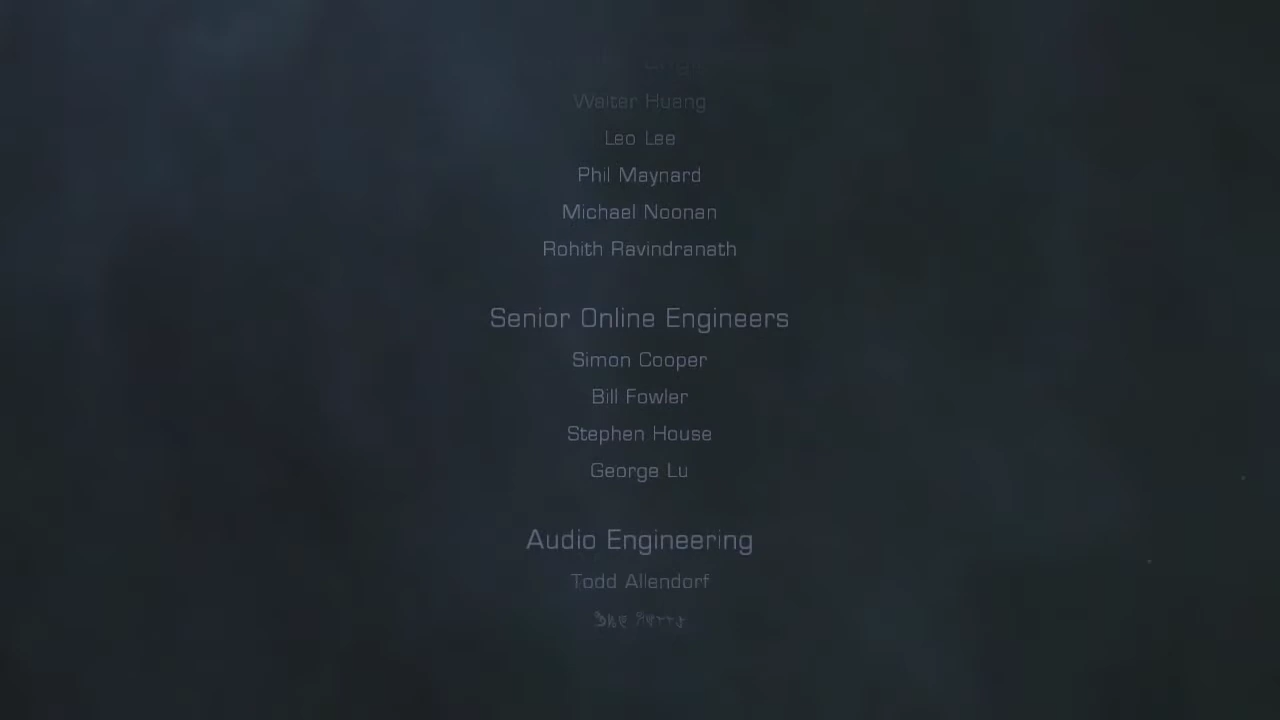 Walter Huang
Leo Lee
Phil Maynard
Michael Noonan
Rohith Ravindranath
Senior Online Engineers
Simon Cooper
Bill Fowler
Stephen House
George Lu
Audio Engineering
Todd Allendorf